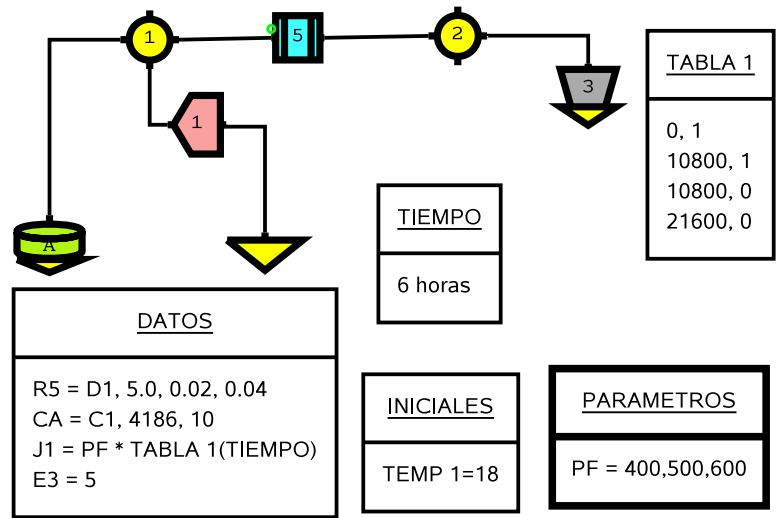 1
5
2
3
1
A
TABLA 1
0, 1
10800, 1
10800, 0
21600, 0
TIEMPO
6 horas
DATOS
R5 = D1, 5.0, 0.02, 0.04
CA = C1, 4186, 10
J1 = PF * TABLA 1(TIEMPO)
E3 = 5
INICIALES
TEMP 1=18
PARAMETROS
PF = 400,500,600